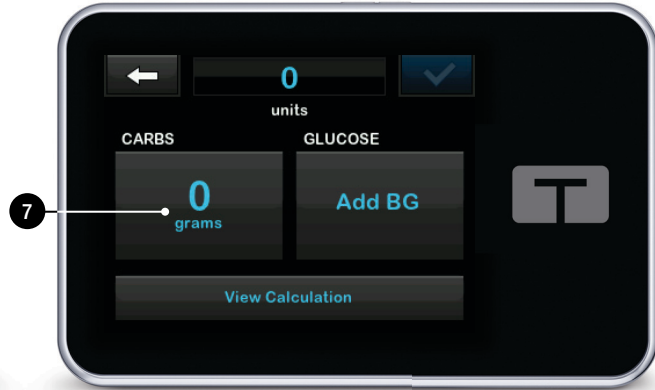 0
units
CARBS
GLUCOSE
0
grams
Add BG
View Calculation
7
T